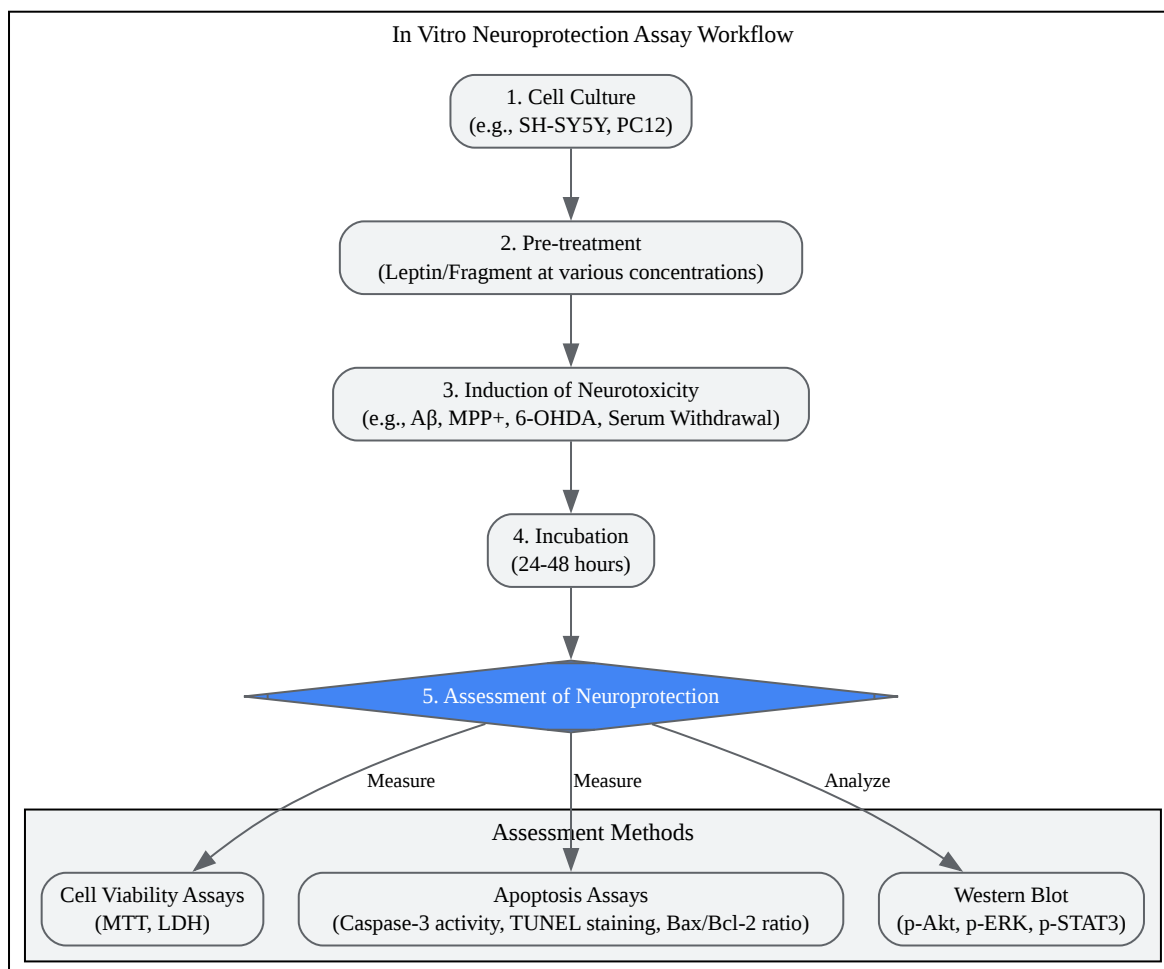 In Vitro Neuroprotection Assay Workflow
1. Cell Culture
(e.g., SH-SY5Y, PC12)
2. Pre-treatment
(Leptin/Fragment at various concentrations)
3. Induction of Neurotoxicity
(e.g., Aβ, MPP+, 6-OHDA, Serum Withdrawal)
4. Incubation
(24-48 hours)
5. Assessment of Neuroprotection
Measure
Measure
Analyze
Assessment Methods
Cell Viability Assays
(MTT, LDH)
Apoptosis Assays
(Caspase-3 activity, TUNEL staining, Bax/Bcl-2 ratio)
Western Blot
(p-Akt, p-ERK, p-STAT3)